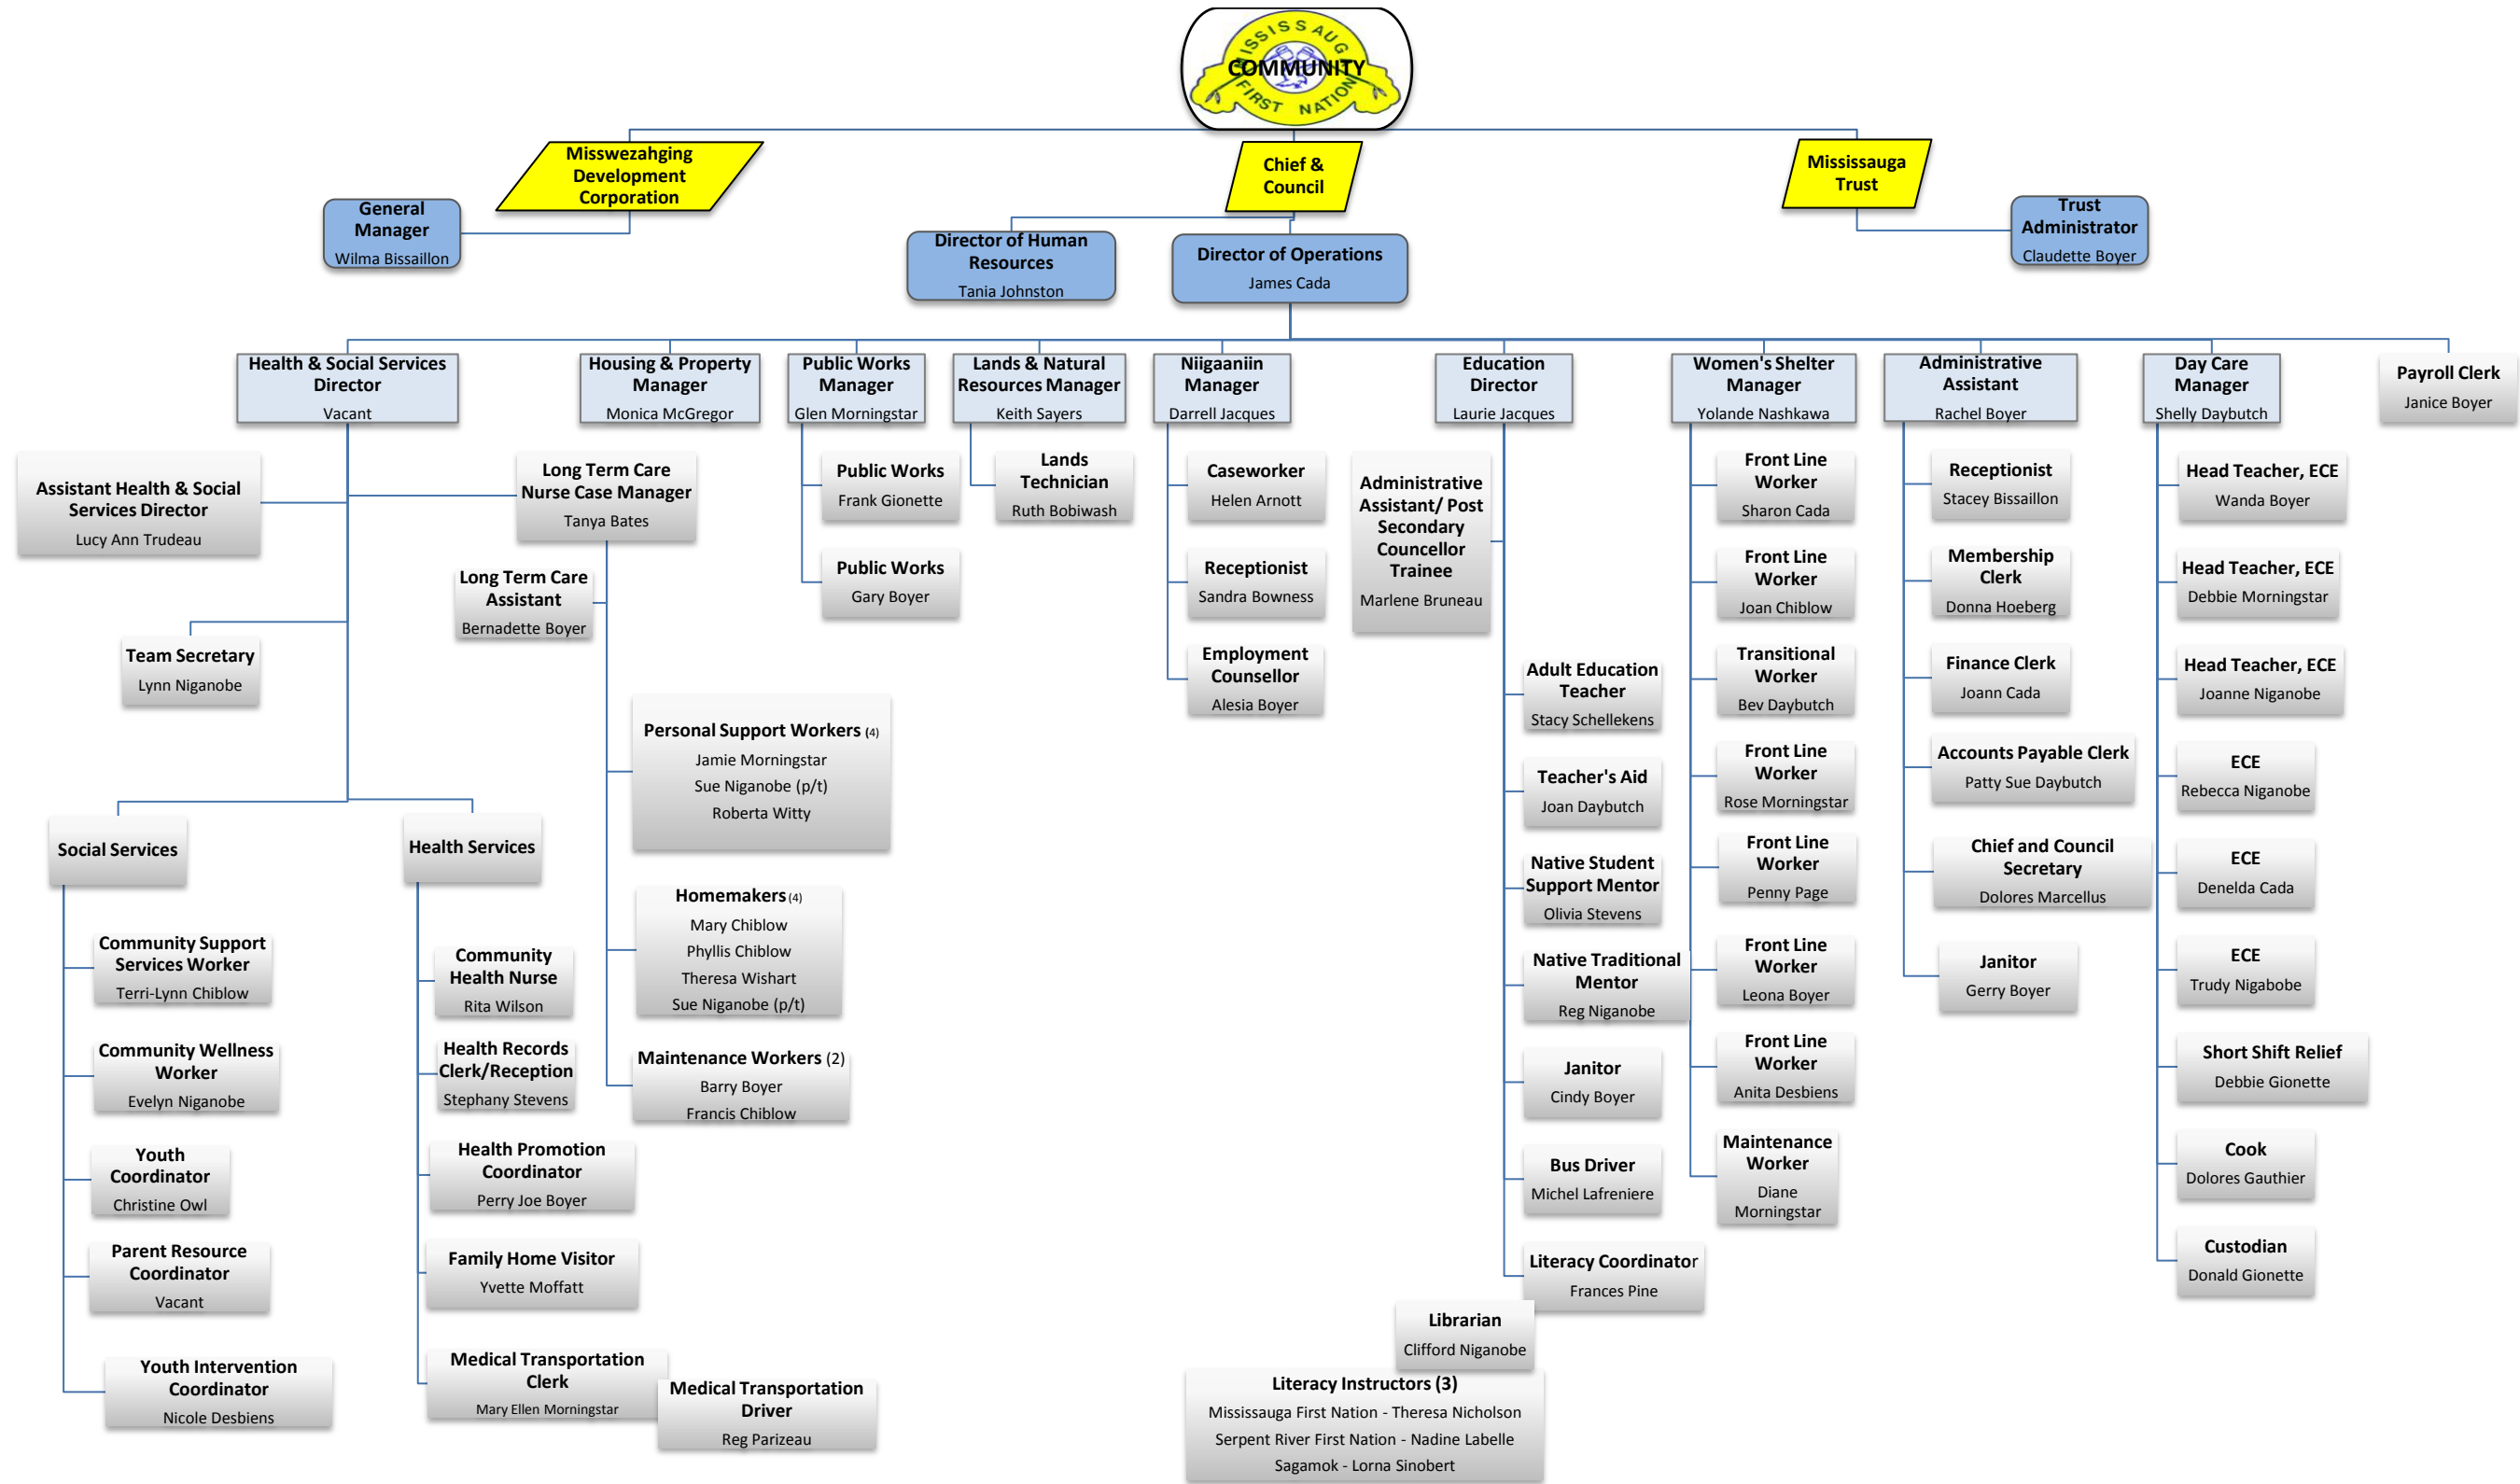 MISSISSAUGA
COMMUNITY
FIRST NATION
Misswezahging
Development
Corporation
Chief &
Council
Mississauga
Trust
General
Manager
Wilma Bissaillon
Director of Human
Resources
Tania Johnston
Director of Operations
James Cada
Trust
Administrator
Claudette Boyer
Health & Social Services
Director
Vacant
Housing & Property
Manager
Monica McGregor
Public Works
Manager
Glen Morningstar
Lands & Natural
Resources Manager
Keith Sayers
Niigaaniin
Manager
Darrell Jacques
Education
Director
Laurie Jacques
Women's Shelter
Manager
Yolande Nashkawa
Administrative
Assistant
Rachel Boyer
Day Care
Manager
Shelly Daybutch
Payroll Clerk
Janice Boyer
Assistant Health & Social
Services Director
Lucy Ann Trudeau
Long Term Care
Nurse Case Manager
Tanya Bates
Long Term Care
Assistant
Bernadette Boyer
Team Secretary
Lynn Niganobe
Personal Support Workers (4)
Jamie Morningstar
Sue Niganobe (p/t)
Roberta Witty
Homemakers (4)
Mary Chiblow
Phyllis Chiblow
Theresa Wishart
Sue Niganobe (p/t)
Maintenance Workers (2)
Barry Boyer
Francis Chiblow
Social Services
Community Support
Services Worker
Terri-Lynn Chiblow
Community Wellness
Worker
Evelyn Niganobe
Youth
Coordinator
Christine Owl
Parent Resource
Coordinator
Vacant
Youth Intervention
Coordinator
Nicole Desbiens
Health Services
Community
Health Nurse
Rita Wilson
Health Records
Clerk/Reception
Stephany Stevens
Health Promotion
Coordinator
Perry Joe Boyer
Family Home Visitor
Yvette Moffatt
Medical Transportation
Clerk
Mary Ellen Morningstar
Medical Transportation
Driver
Reg Parizeau
Public Works
Frank Gionette
Public Works
Gary Boyer
Lands
Technician
Ruth Bobiwash
Caseworker
Helen Arnott
Receptionist
Sandra Bowness
Employment
Counsellor
Alesia Boyer
Administrative
Assistant/ Post
Secondary
Councellor
Trainee
Marlene Bruneau
Adult Education
Teacher
Stacy Schellekens
Teacher's Aid
Joan Daybutch
Native Student
Support Mentor
Olivia Stevens
Native Traditional
Mentor
Reg Niganobe
Janitor
Cindy Boyer
Bus Driver
Michel Lafreniere
Literacy Coordinator
Frances Pine
Librarian
Clifford Niganobe
Literacy Instructors (3)
Mississauga First Nation - Theresa Nicholson
Serpent River First Nation - Nadine Labelle
Sagamok - Lorna Sinobert
Front Line
Worker
Sharon Cada
Front Line
Worker
Joan Chiblow
Transitional
Worker
Bev Daybutch
Front Line
Worker
Rose Morningstar
Front Line
Worker
Penny Page
Front Line
Worker
Leona Boyer
Front Line
Worker
Anita Desbiens
Maintenance
Worker
Diane
Morningstar
Receptionist
Stacey Bissaillon
Membership
Clerk
Donna Hoeberg
Finance Clerk
Joann Cada
Accounts Payable Clerk
Patty Sue Daybutch
Chief and Council
Secretary
Dolores Marcellus
Janitor
Gerry Boyer
Head Teacher, ECE
Wanda Boyer
Head Teacher, ECE
Debbie Morningstar
Head Teacher, ECE
Joanne Niganobe
ECE
Rebecca Niganobe
ECE
Denelda Cada
ECE
Trudy Nigabobe
Short Shift Relief
Debbie Gionette
Cook
Dolores Gauthier
Custodian
Donald Gionette